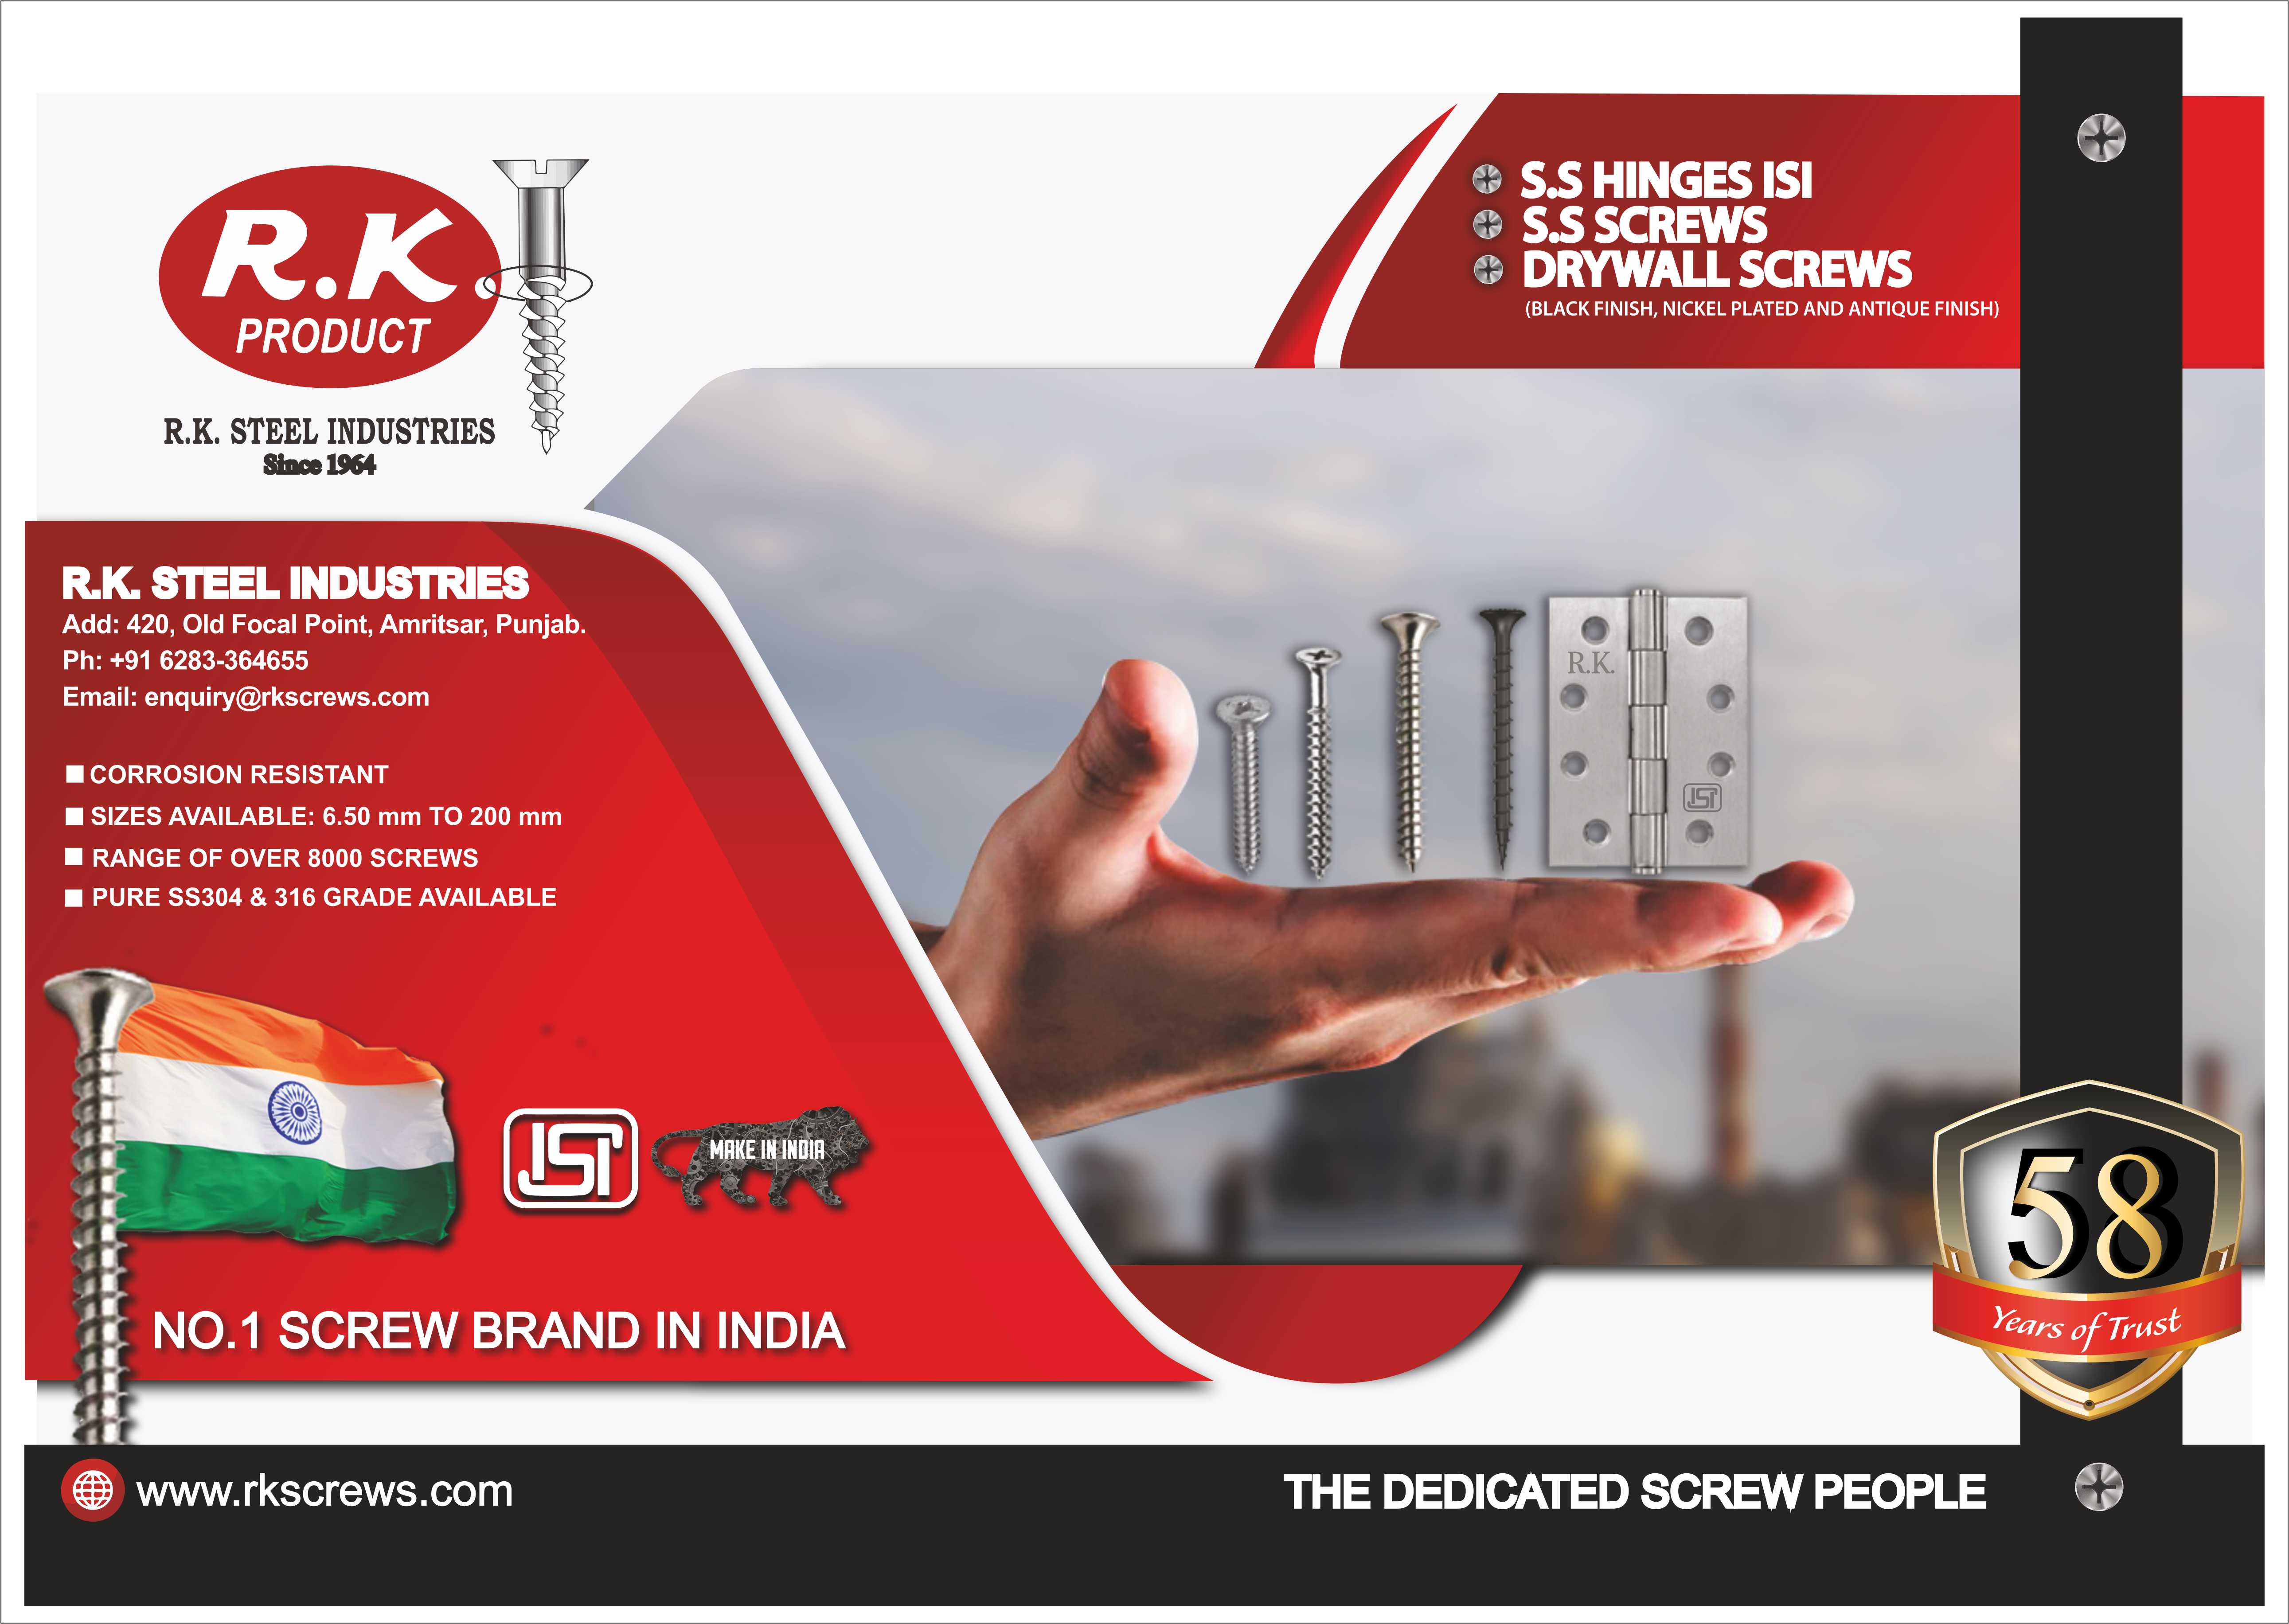 R.K.
PRODUCT
R.K. STEEL INDUSTRIES
Since 1964
S.S HINGES ISI
S.S SCREWS
DRYWALL SCREWS
(BLACK FINISH, NICKEL PLATED AND ANTIQUE FINISH)
R.K. STEEL INDUSTRIES
Add: 420, Old Focal Point, Amritsar, Punjab.
Ph: +91 6283-364655
Email: enquiry@rkscrews.com
CORROSION RESISTANT
SIZES AVAILABLE: 6.50 mm TO 200 mm
RANGE OF OVER 8000 SCREWS
PURE SS304 & 316 GRADE AVAILABLE
R.K.
ISI
ISI
MAKE IN INDIA
NO.1 SCREW BRAND IN INDIA
58
Years of Trust
www.rkscrews.com
THE DEDICATED SCREW PEOPLE